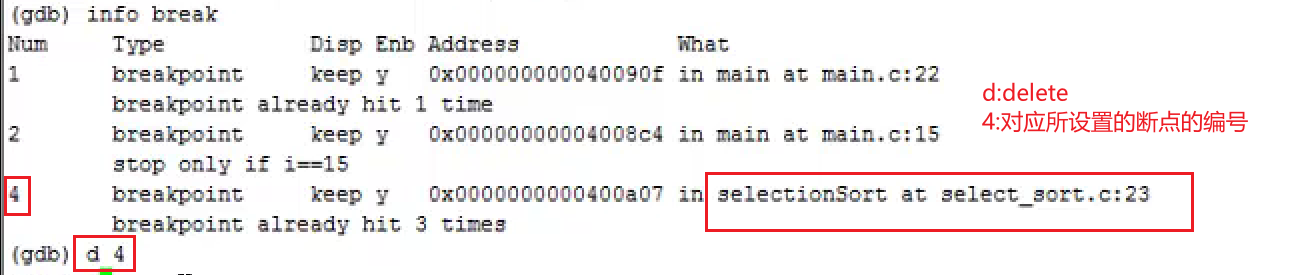 (gdb) info break
Num Type Disp Enb Address What
1 breakpoint keep y 0x000000000040090f in main at main.c:22
breakpoint already hit 1 time
d:delete
2 breakpoint keep y 0x00000000004008c4 in main at main.c:15
4:对应所设置的断点的编号
stop only if i==15
4 breakpoint keep y 0x0000000000400a07 in selectionSort at select_sort.c:23
breakpoint already hit 3 times
(gdb) d 4